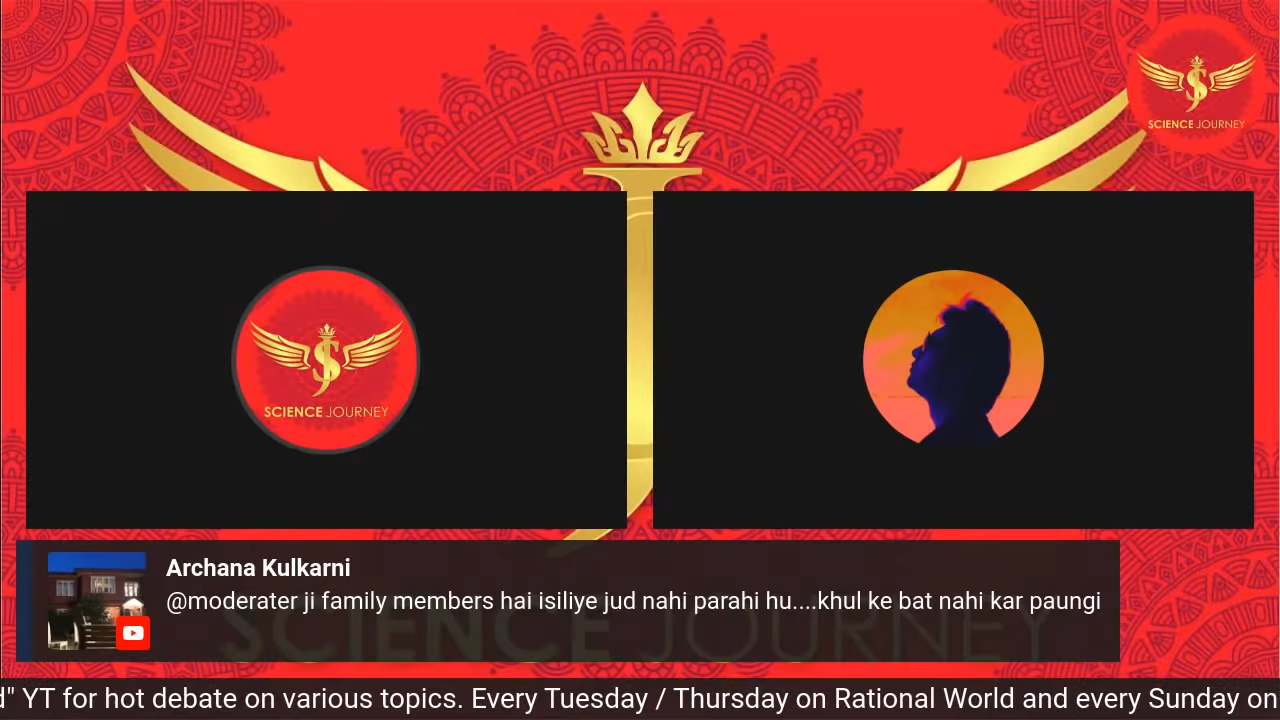 SCIENCE JOURNEY
SCIENCE JOURNEY
Archana Kulkarni
@moderater ji family members hai isiliye jud nahi parahi hu....khul ke bat nahi kar paungi
SCIENCE JOURNEY
d" YT for hot debate on various topics. Every Tuesday / Thursday on Rational World and every Sunday on